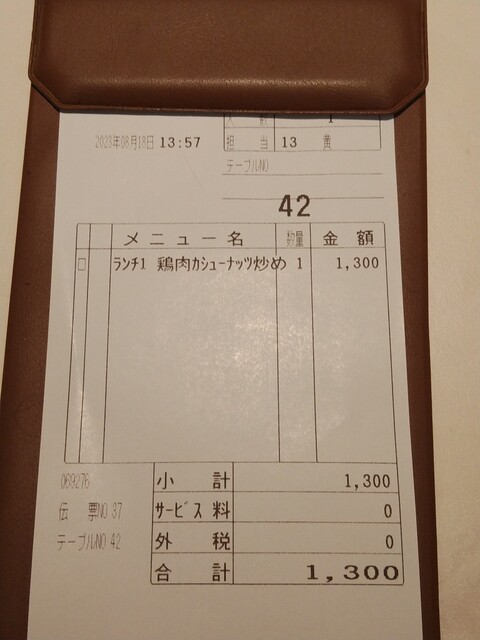 人 数 1
2023年08月18日 13:57
担 当 13 黄
テーブルNO
42
メニュー名 数量 金額
ランチ1 鶏肉カシューナッツ炒め 1 1,300
069276
小 計 1,300
伝 票NO 37
サービス料 0
テーブルNO 42
外 税 0
合 計 1,300